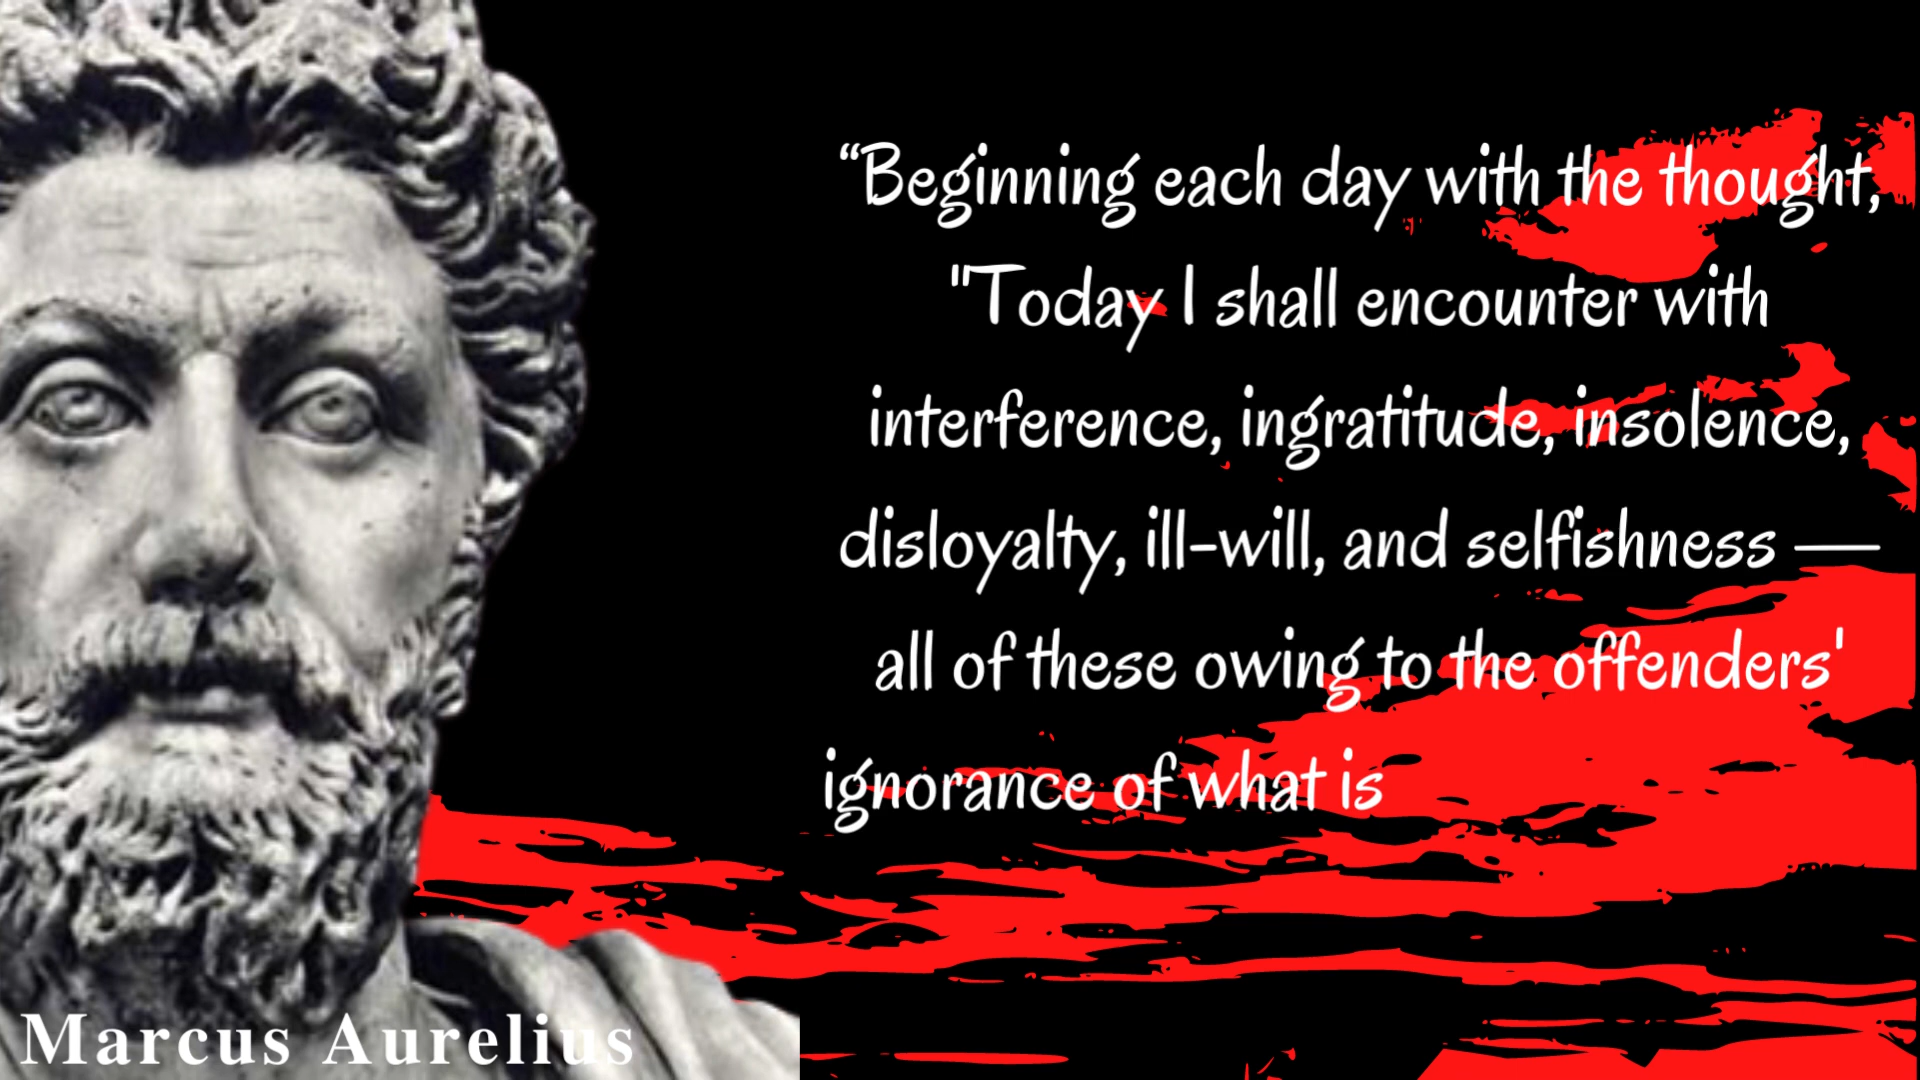 “Beginning each day with the thought,
"Today I shall encounter with
interference, ingratitude, insolence,
disloyalty, ill-will, and selfishness —
all of these owing to the offenders'
ignorance of what is
Marcus Aurelius